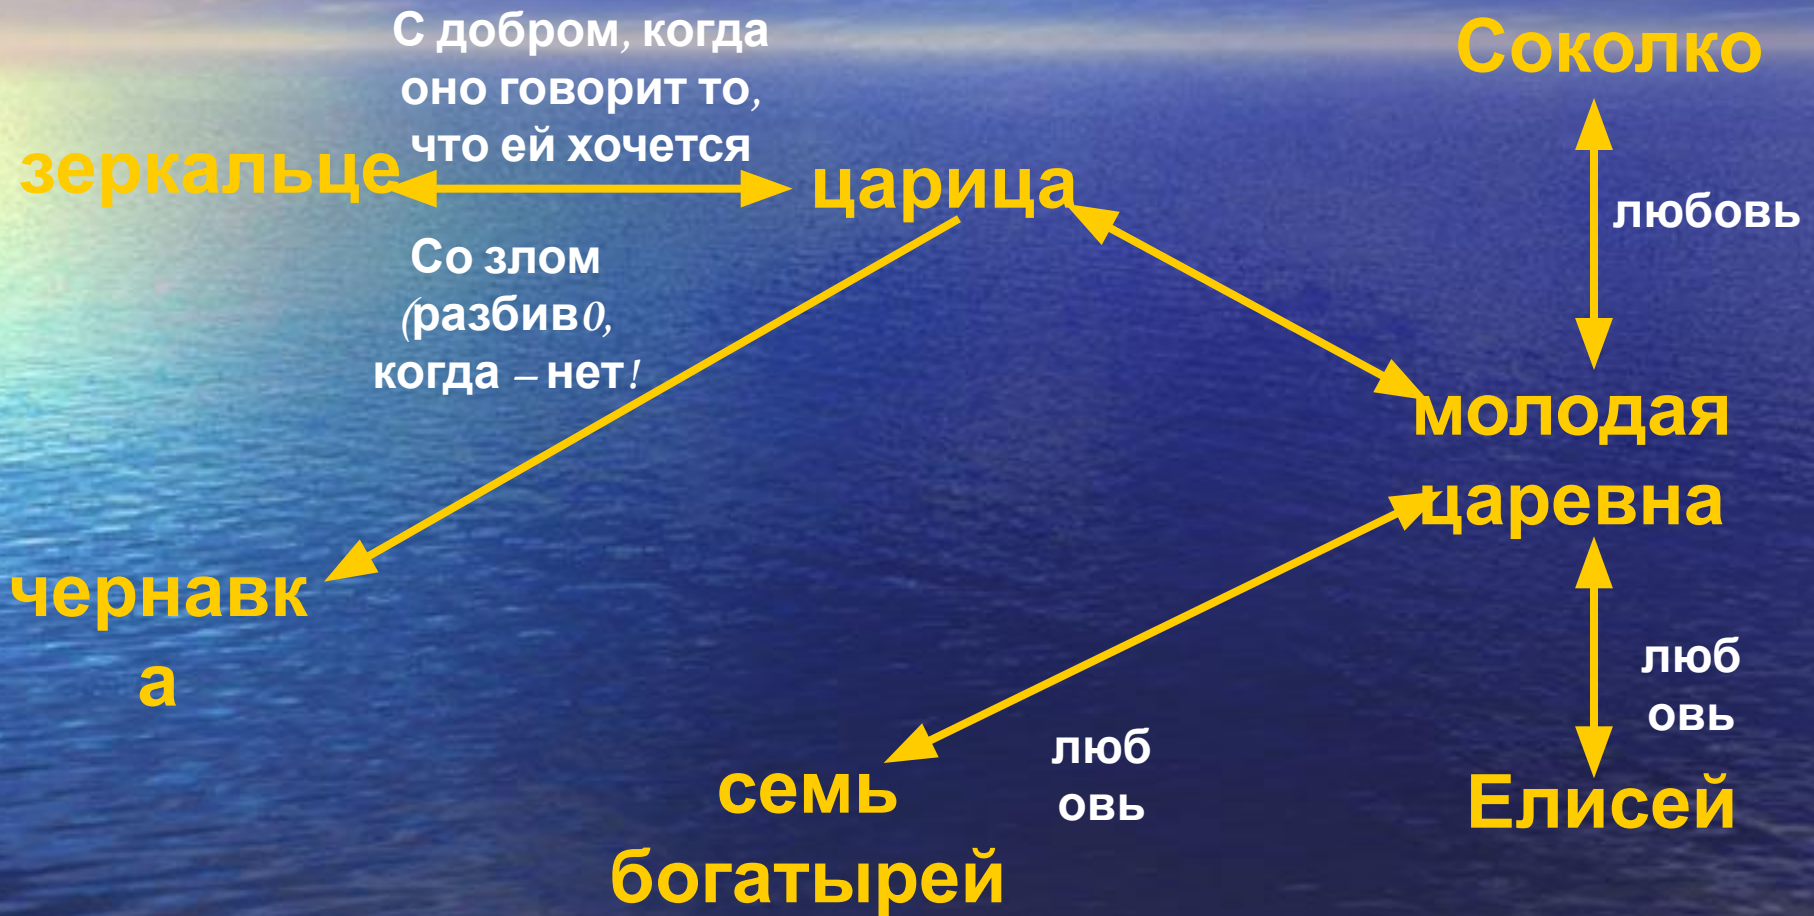 С добром, когда
оно говорит то,
что ей хочется
Соколко
зеркальце
царица
любовь
Со злом
(разбив0,
когда – нет!
молодая
царевна
чернавк
а
люб
овь
люб
овь
семь
богатырей
Елисей